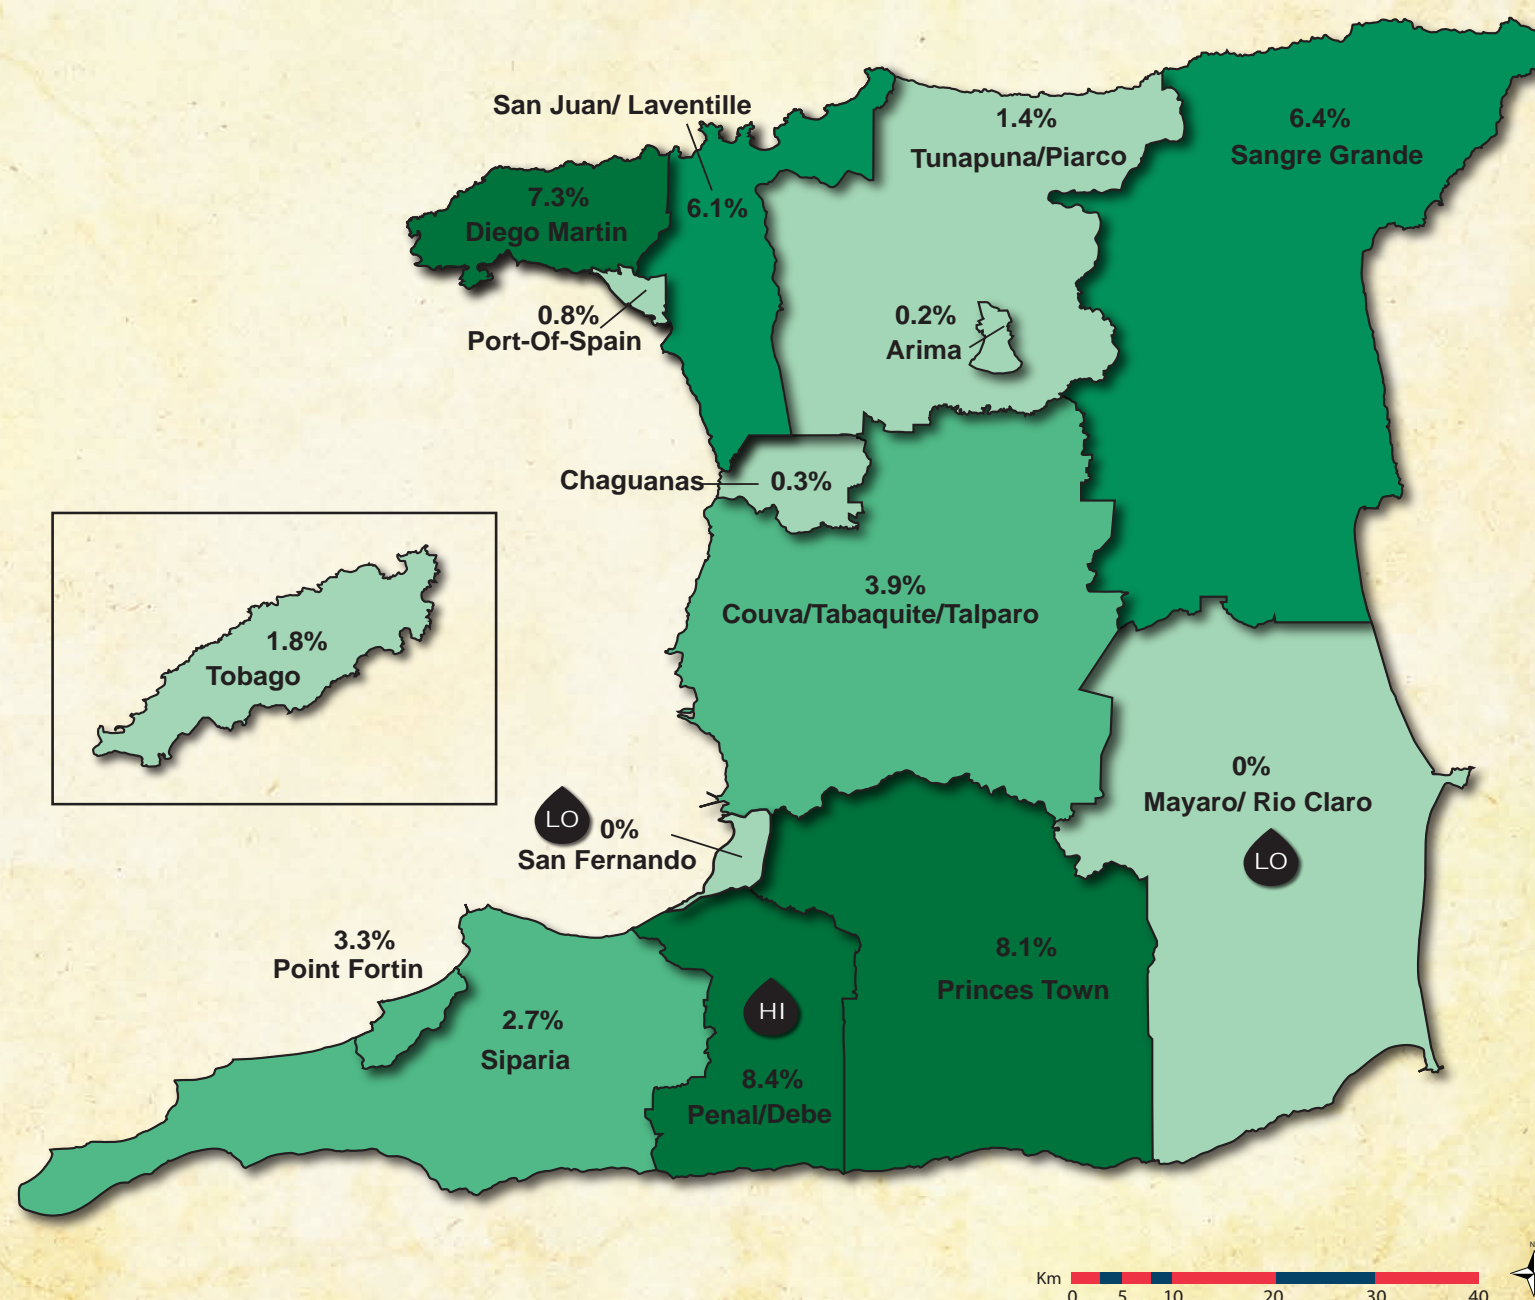 San Juan/ Laventille
6.1%
1.4%
Tunapuna/Piarco
6.4%
Sangre Grande
7.3%
Diego Martin
0.8%
Port-Of-Spain
0.2%
Arima
Chaguanas
0.3%
3.9%
Couva/Tabaquite/Talparo
1.8%
Tobago
LO
0%
San Fernando
0%
Mayaro/ Rio Claro
LO
3.3%
Point Fortin
2.7%
Siparia
HI
8.4%
Penal/Debe
8.1%
Princes Town
N
Km
0 5 10 20 30 40